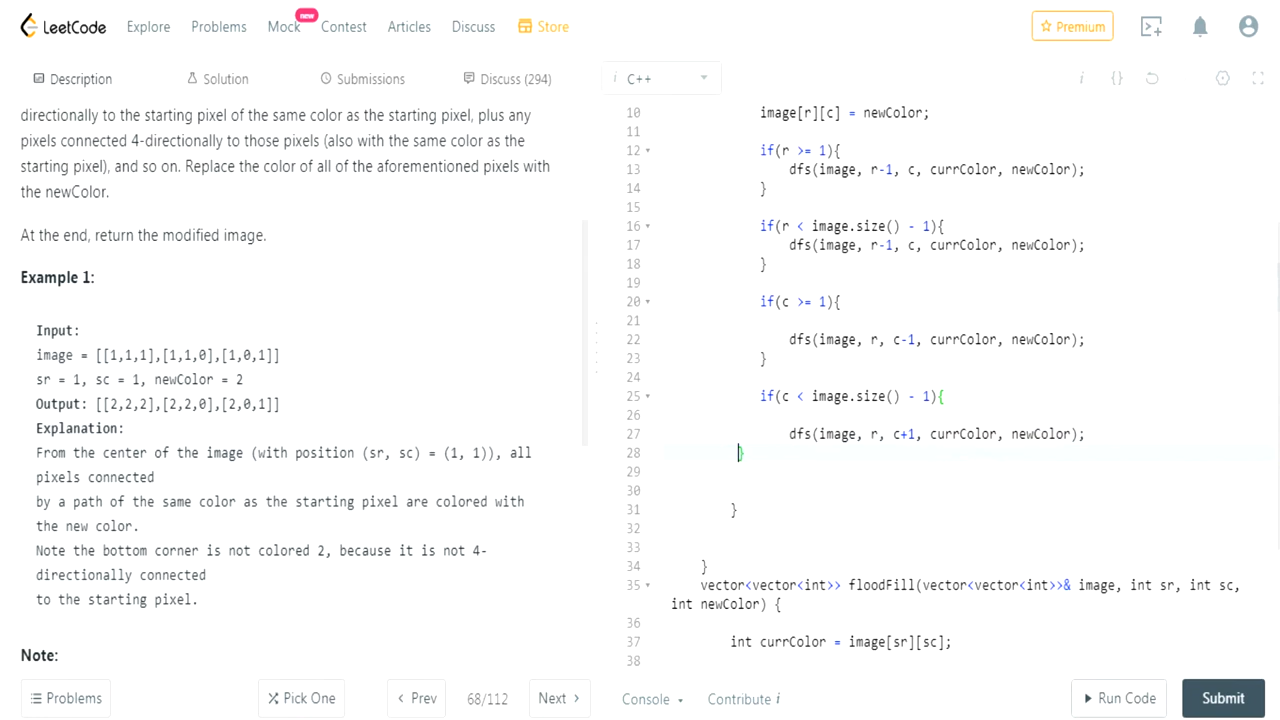 LeetCode Explore Problems Mock new Contest Articles Discuss Store Premium
Description Solution Submissions Discuss (294)
directionally to the starting pixel of the same color as the starting pixel, plus any
pixels connected 4-directionally to those pixels (also with the same color as the
starting pixel), and so on. Replace the color of all of the aforementioned pixels with
the newColor.
At the end, return the modified image.
Example 1:
Input:
image = [[1,1,1],[1,1,0],[1,0,1]]
sr = 1, sc = 1, newColor = 2
Output: [[2,2,2],[2,2,0],[2,0,1]]
Explanation:
From the center of the image (with position (sr, sc) = (1, 1)), all
pixels connected
by a path of the same color as the starting pixel are colored with
the new color.
Note the bottom corner is not colored 2, because it is not 4-
directionally connected
to the starting pixel.
Note:
Problems Pick One Prev 68/112 Next
i C++ i {}
10 image[r][c] = newColor;
11
12 if(r >= 1){
13 dfs(image, r-1, c, currColor, newColor);
14 }
15
16 if(r < image.size() - 1){
17 dfs(image, r-1, c, currColor, newColor);
18 }
19
20 if(c >= 1){
21
22 dfs(image, r, c-1, currColor, newColor);
23 }
24
25 if(c < image.size() - 1){
26
27 dfs(image, r, c+1, currColor, newColor);
28 }
29
30
31 }
32
33
34 }
35 vector<vector<int>> floodFill(vector<vector<int>>& image, int sr, int sc,
int newColor) {
36
37 int currColor = image[sr][sc];
38
Console Contribute i Run Code Submit